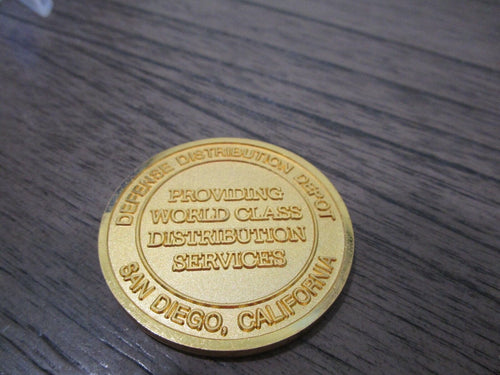 DEFENSE DISTRIBUTION DEPOT
PROVIDING
WORLD CLASS
DISTRIBUTION
SERVICES
SAN DIEGO, CALIFORNIA